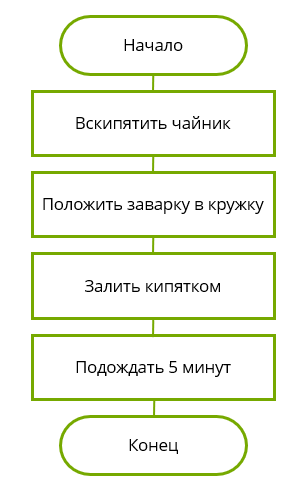 Начало
Вскипятить чайник
Положить заварку в кружку
Залить кипятком
Подождать 5 минут
Конец